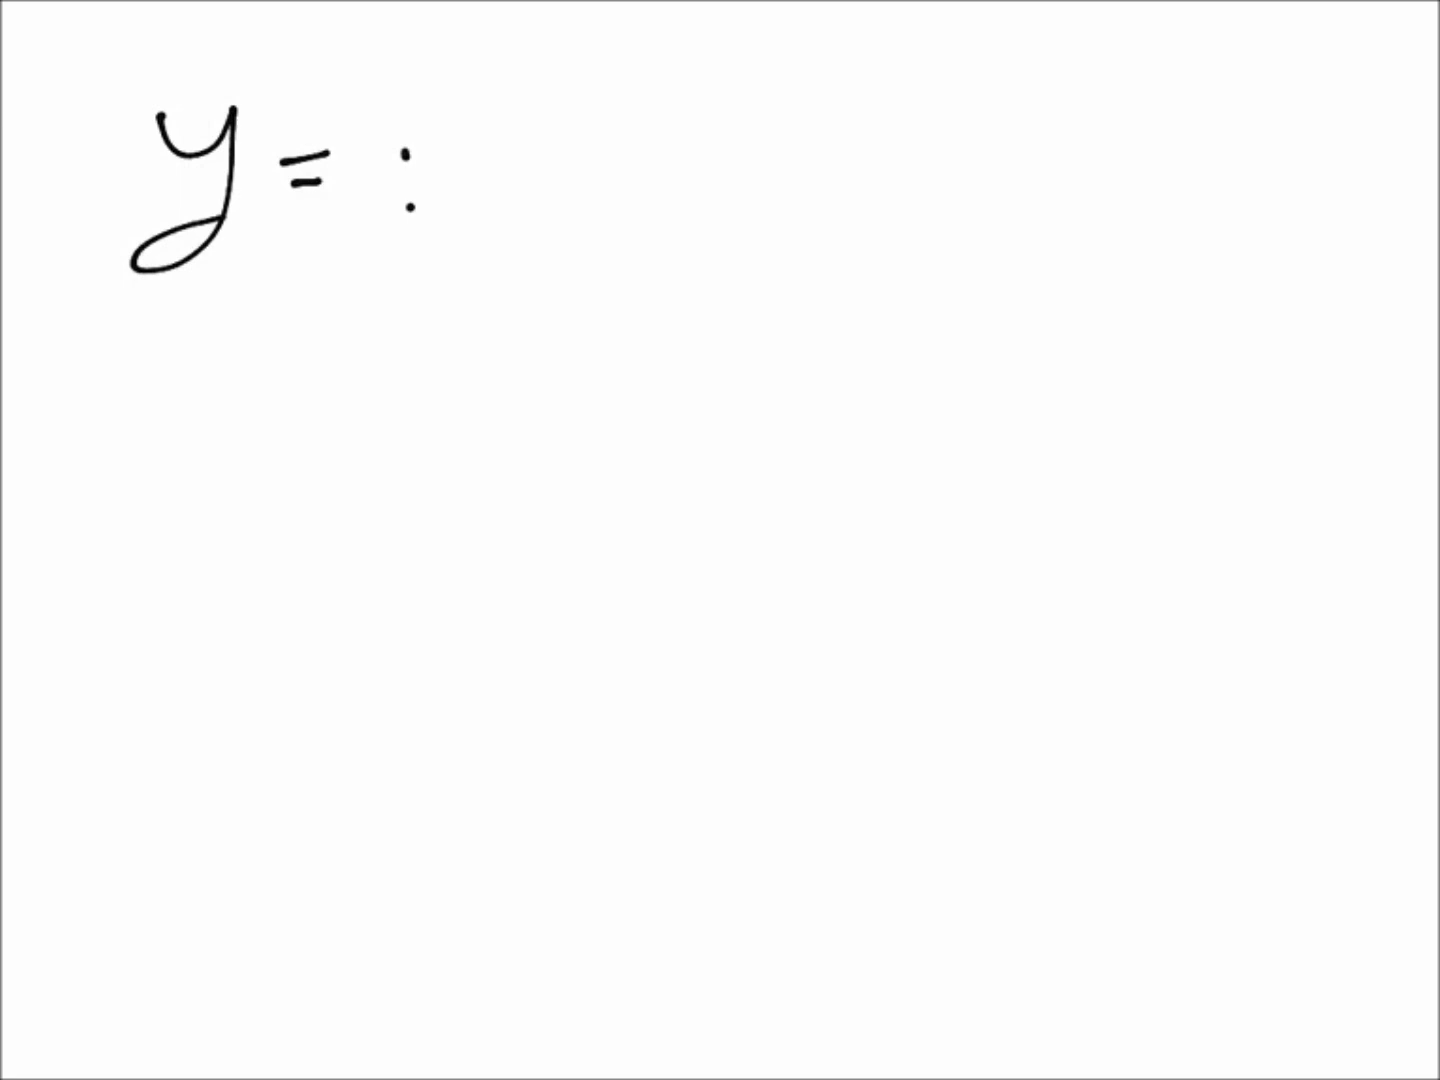 y = :